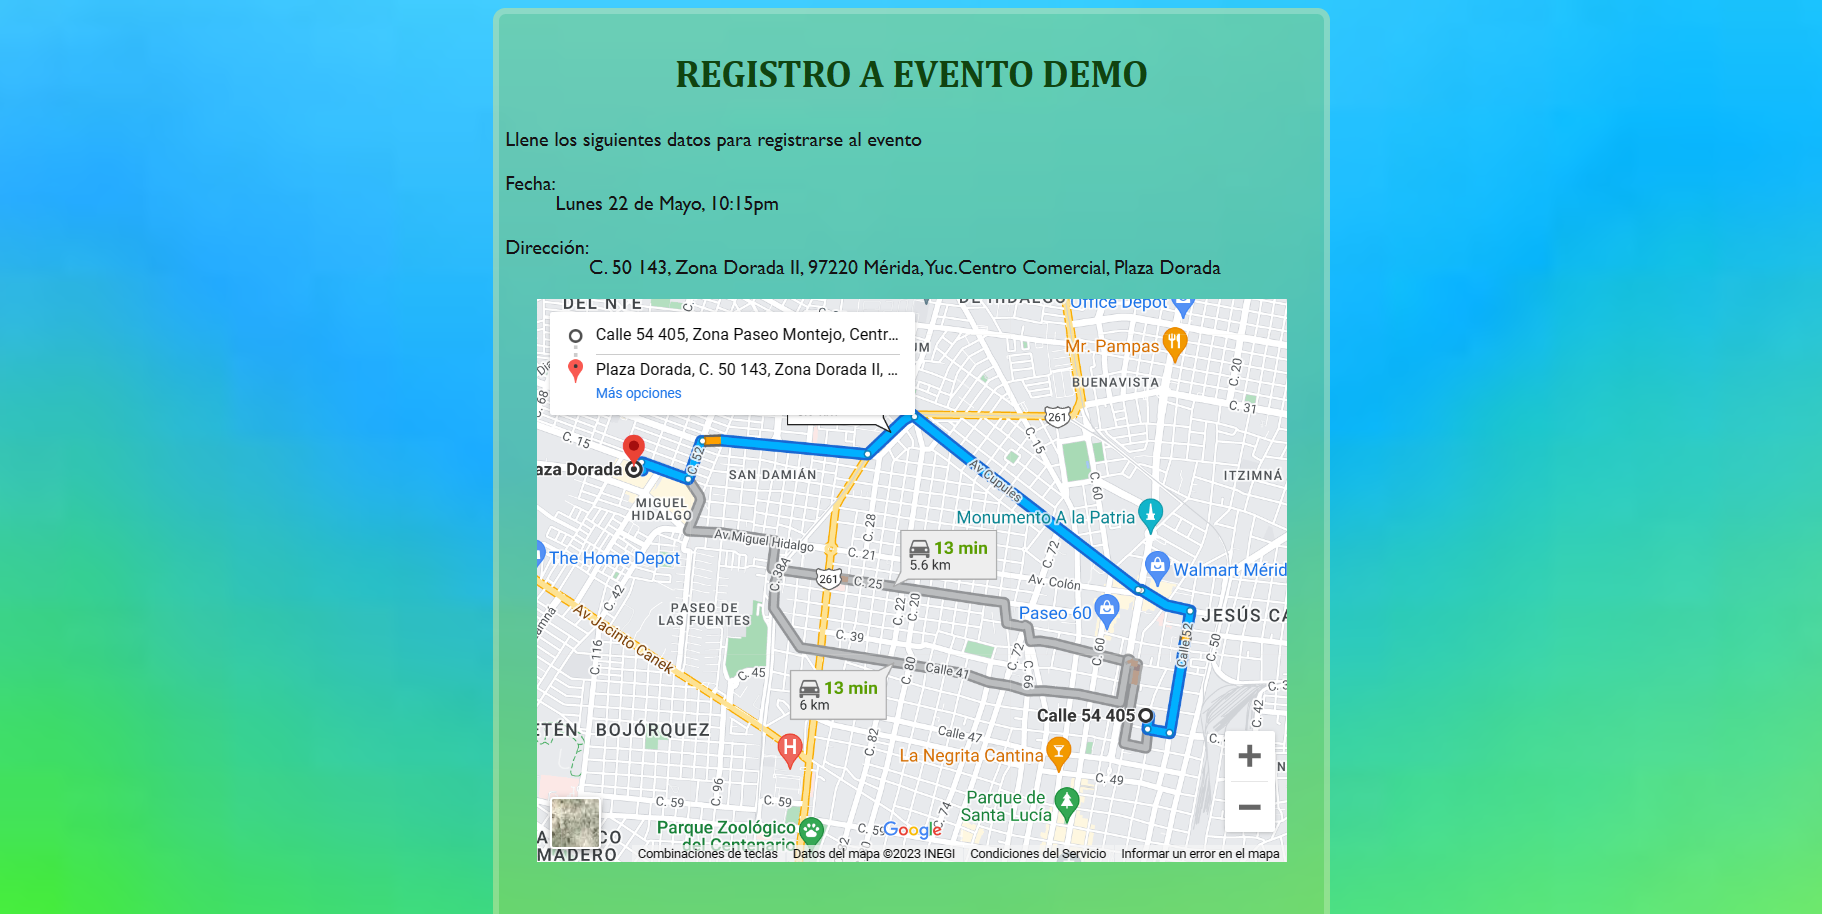 REGISTRO A EVENTO DEMO
Llene los siguientes datos para registrarse al evento
Fecha:
Lunes 22 de Mayo, 10:15pm
Dirección:
C. 50 143, Zona Dorada II, 97220 Mérida, Yuc.Centro Comercial, Plaza Dorada
DEL NTE
DE HIDALGO
Office Depot
Calle 54 405, Zona Paseo Montejo, Centr...
Plaza Dorada, C. 50 143, Zona Dorada II, ...
Más opciones
Mr. Pampas
BUENAVISTA
C. 20
C. 31
C. 68
261
C. 15
C. 15
aza Dorada
C. 52
SAN DAMIÁN
Av Cupules
C. 60
ITZIMNÁ
MIGUEL
HIDALGO
Monumento A la Patria
Av Miguel Hidalgo
C. 28
C. 21
13 min
5.6 km
C. 72
The Home Depot
C. 38A
261
C. 25
Av. Colón
Walmart Mérid
C. 42
C. 22
C. 20
Paseo 60
JESÚS CA
PASEO DE
LAS FUENTES
Av Jacinto Canek
C. 39
C. 116
C. 60
Calle 52
C. 50
C. 72
C. 66
C. 45
C. 80
Calle 41
13 min
6 km
Calle 54 405
C. 42
BOJÓRQUEZ
C. 82
Calle 47
La Negrita Cantina
H
C. 49
C. 96
C. 59
C. 59
Parque de
Santa Lucía
C. 74
Parque Zoológico
del Centenario
C. 59
Google
MADERO
Combinaciones de teclas
Datos del mapa ©2023 INEGI
Condiciones del Servicio
Informar un error en el mapa